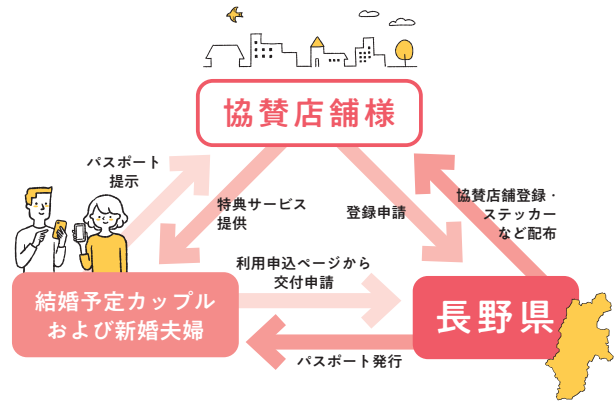 協賛店舗様
パスポート
提示
特典サービス
提供
登録申請
協賛店舗登録・
ステッカー
など配布
利用申込ページから
交付申請
結婚予定カップル
および新婚夫婦
長野県
パスポート発行